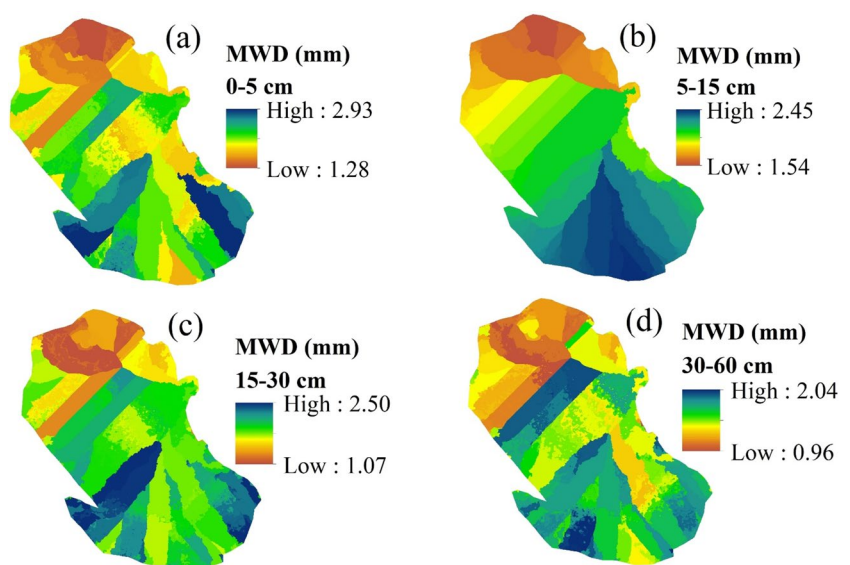 (a)
MWD (mm)
0-5 cm
High : 2.93
Low : 1.28
(b)
MWD (mm)
5-15 cm
High : 2.45
Low : 1.54
(c)
MWD (mm)
15-30 cm
High : 2.50
Low : 1.07
(d)
MWD (mm)
30-60 cm
High : 2.04
Low : 0.96